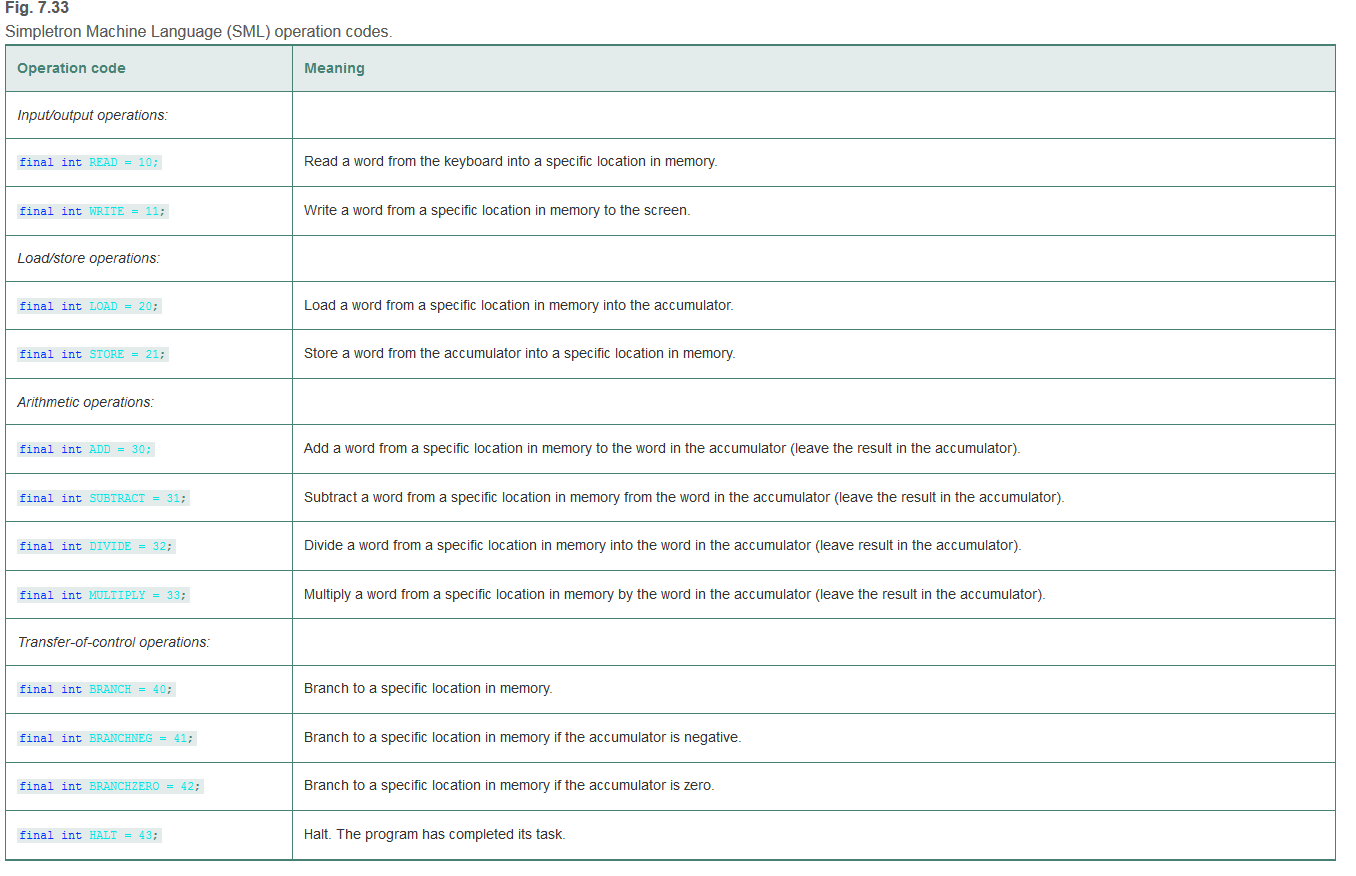 Fig. 7.33
Simpletron Machine Language (SML) operation codes.
Operation code Meaning
Input/output operations:
final int READ = 10; Read a word from the keyboard into a specific location in memory.
final int WRITE = 11; Write a word from a specific location in memory to the screen.
Load/store operations:
final int LOAD = 20; Load a word from a specific location in memory into the accumulator.
final int STORE = 21; Store a word from the accumulator into a specific location in memory.
Arithmetic operations:
final int ADD = 30; Add a word from a specific location in memory to the word in the accumulator (leave the result in the accumulator).
final int SUBTRACT = 31; Subtract a word from a specific location in memory from the word in the accumulator (leave the result in the accumulator).
final int DIVIDE = 32; Divide a word from a specific location in memory into the word in the accumulator (leave result in the accumulator).
final int MULTIPLY = 33; Multiply a word from a specific location in memory by the word in the accumulator (leave the result in the accumulator).
Transfer-of-control operations:
final int BRANCH = 40; Branch to a specific location in memory.
final int BRANCHNEG = 41; Branch to a specific location in memory if the accumulator is negative.
final int BRANCHZERO = 42; Branch to a specific location in memory if the accumulator is zero.
final int HALT = 43; Halt. The program has completed its task.